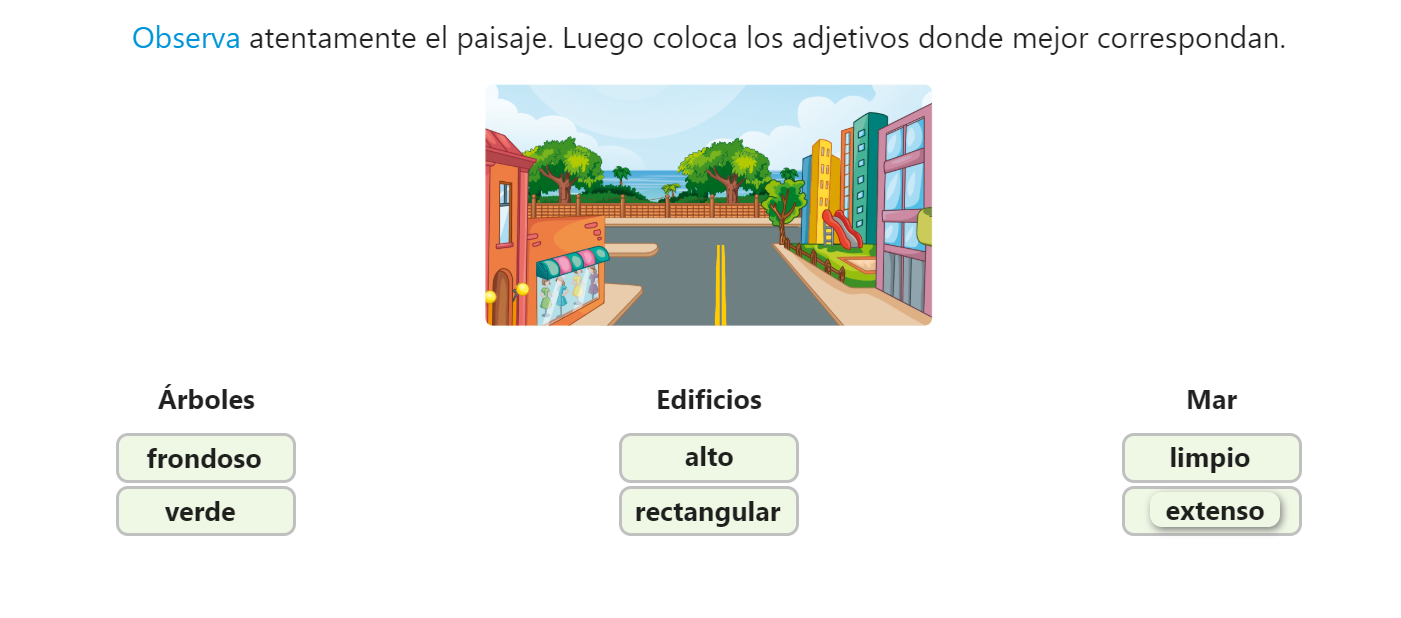 Observa atentamente el paisaje. Luego coloca los adjetivos donde mejor correspondan.
Árboles
frondoso
verde
Edificios
alto
rectangular
Mar
limpio
extenso